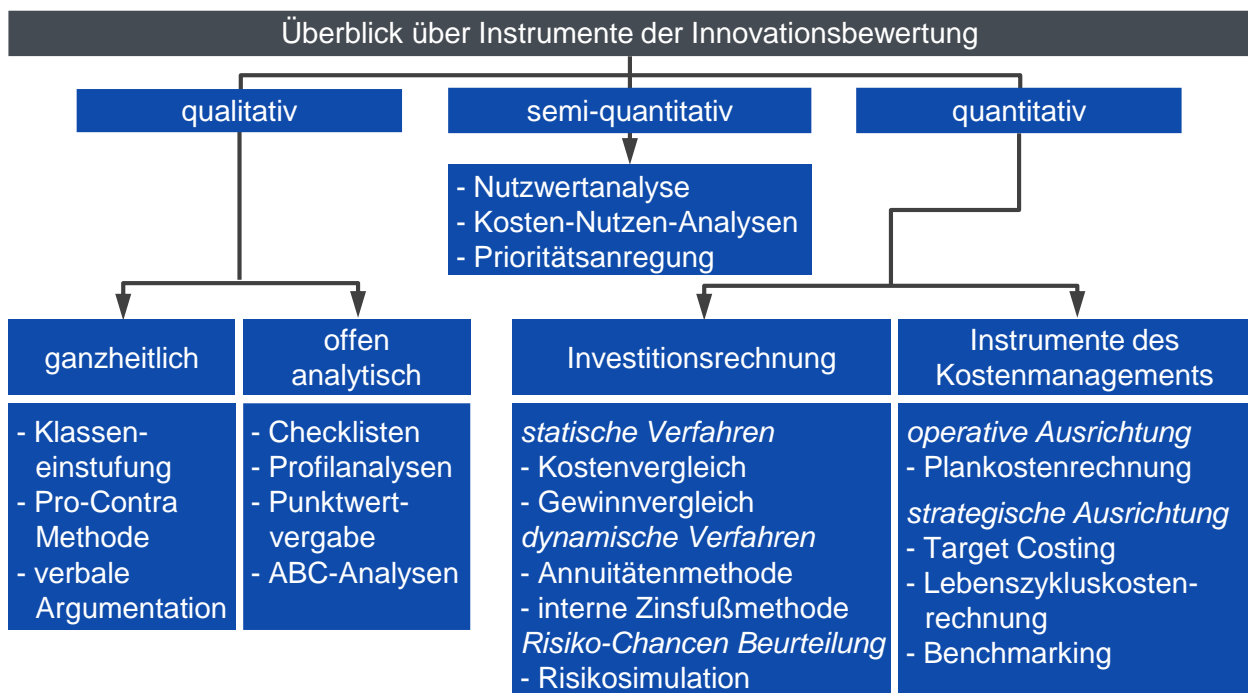 Überblick über Instrumente der Innovationsbewertung
qualitativ
semi-quantitativ
quantitativ
- Nutzwertanalyse
- Kosten-Nutzen-Analysen
- Prioritätsanregung
ganzheitlich
offen
analytisch
Investitionsrechnung
Instrumente des
Kostenmanagements
- Klassen-
einstufung
- Pro-Contra
Methode
- verbale
Argumentation
- Checklisten
- Profilanalysen
- Punktwert-
vergabe
- ABC-Analysen
statische Verfahren
- Kostenvergleich
- Gewinnvergleich
dynamische Verfahren
- Annuitätenmethode
- interne Zinsfußmethode
Risiko-Chancen Beurteilung
- Risikosimulation
operative Ausrichtung
- Plankostenrechnung
strategische Ausrichtung
- Target Costing
- Lebenszykluskosten-
rechnung
- Benchmarking